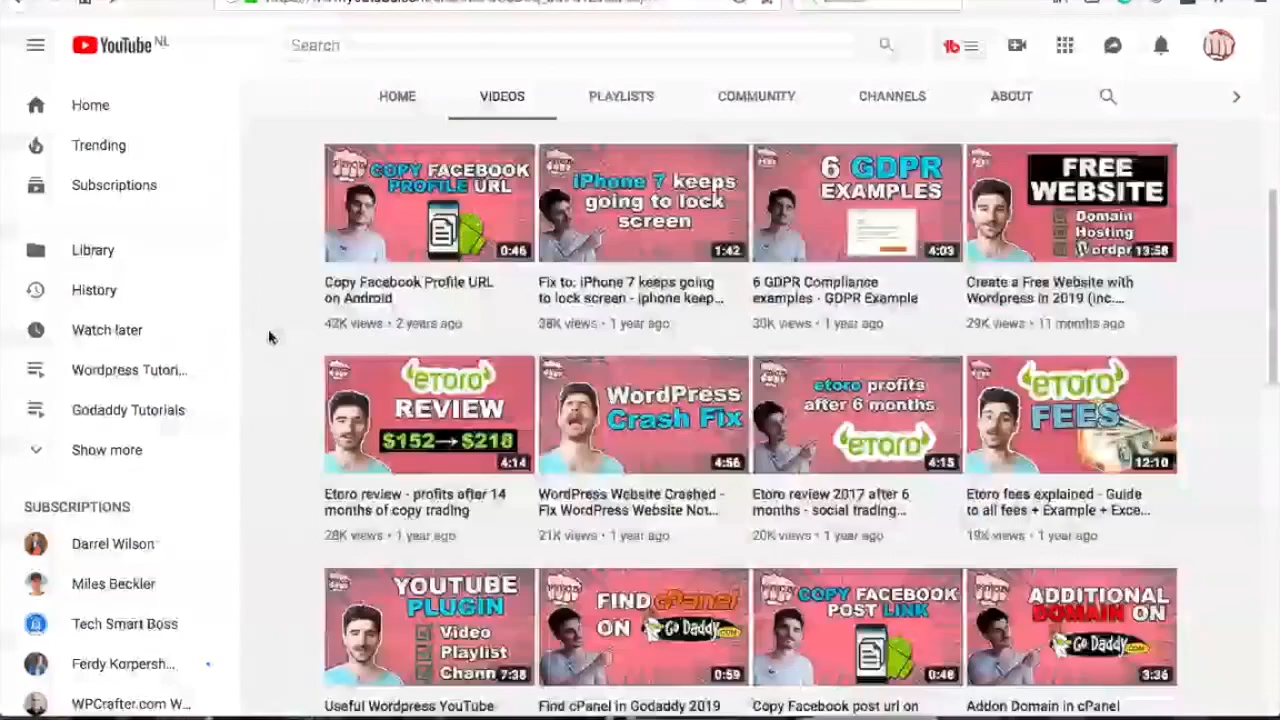 YouTube NL
Search
HOME VIDEOS PLAYLISTS COMMUNITY CHANNELS ABOUT
Home
Trending
Subscriptions
Library
History
Watch later
Wordpress Tutori...
Godaddy Tutorials
Show more
SUBSCRIPTIONS
Darrel Wilson
Miles Beckler
Tech Smart Boss
Ferdy Korpersh...
WPCrafter.com W...
COPY FACEBOOK
PROFILE URL
0:46
Copy Facebook Profile URL
on Android
42K views • 2 years ago
iPhone 7 keeps
going to lock
screen
1:42
Fix to: iPhone 7 keeps going
to lock screen - iphone keep...
38K views • 1 year ago
6 GDPR
EXAMPLES
4:03
6 GDPR Compliance
examples - GDPR Example
30K views • 1 year ago
FREE
WEBSITE
Domain
Hosting
Wordpr 13:58
Create a Free Website with
Wordpress in 2019 (inc....
29K views • 11 months ago
eToro
REVIEW
$152→$218
4:14
Etoro review - profits after 14
months of copy trading
28K views • 1 year ago
WordPress
Crash Fix
4:56
WordPress Website Crashed -
Fix WordPress Website Not...
21K views • 1 year ago
etoro profits
after 6 months
eToro
4:15
Etoro review 2017 after 6
months - social trading...
20K views • 1 year ago
eToro
FEES
12:10
Etoro fees explained - Guide
to all fees + Example + Exce...
19K views • 1 year ago
YOUTUBE
PLUGIN
Video
Playlist
Chann 7:38
Useful Wordpress YouTube
FIND cPanel
ON Go Daddy.COM
0:59
Find cPanel in Godaddy 2019
COPY FACEBOOK
POST LINK
0:46
Copy Facebook post url on
ADDITIONAL
DOMAIN ON
Go Daddy.COM
3:36
Addon Domain in cPanel